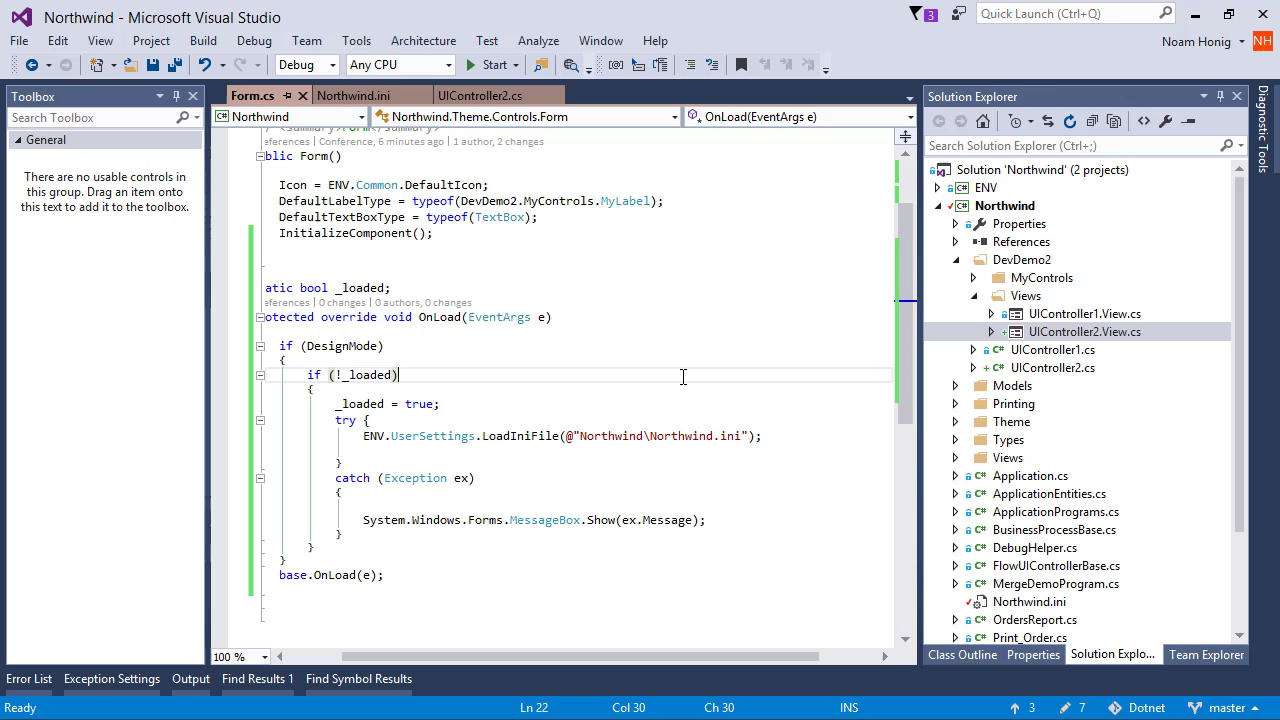 Northwind - Microsoft Visual Studio
3
Quick Launch (Ctrl+Q)
File Edit View Project Build Debug Team Tools Architecture Test Analyze Window Help
Noam Honig
NH
Debug
Any CPU
Start
Toolbox
Search Toolbox
General
There are no usable controls in
this group. Drag an item onto
this text to add it to the toolbox.
Form.cs
Northwind.ini
UIController2.cs
Northwind
Northwind.Theme.Controls.Form
OnLoad(EventArgs e)
/ <summary>Form</summary>
eferences | Conference, 6 minutes ago | 1 author, 2 changes
blic Form()
Icon = ENV.Common.DefaultIcon;
DefaultLabelType = typeof(DevDemo2.MyControls.MyLabel);
DefaultTextBoxType = typeof(TextBox);
InitializeComponent();
atic bool _loaded;
eferences | 0 changes | 0 authors, 0 changes
otected override void OnLoad(EventArgs e)
if (DesignMode)
{
if (!_loaded)
{
_loaded = true;
try {
ENV.UserSettings.LoadIniFile(@"Northwind\Northwind.ini");
}
catch (Exception ex)
{
System.Windows.Forms.MessageBox.Show(ex.Message);
}
}
}
base.OnLoad(e);
100 %
Solution Explorer
Search Solution Explorer (Ctrl+;)
Solution 'Northwind' (2 projects)
ENV
Northwind
Properties
References
DevDemo2
MyControls
Views
UIController1.View.cs
UIController2.View.cs
UIController1.cs
UIController2.cs
Models
Printing
Theme
Types
Views
Application.cs
ApplicationEntities.cs
ApplicationPrograms.cs
BusinessProcessBase.cs
DebugHelper.cs
FlowUIControllerBase.cs
MergeDemoProgram.cs
Northwind.ini
OrdersReport.cs
Print_Order.cs
Class Outline Properties Solution Explo... Team Explorer
Diagnostic Tools
Error List Exception Settings Output Find Results 1 Find Symbol Results
Ready
Ln 22
Col 30
Ch 30
INS
3
7
Dotnet
master